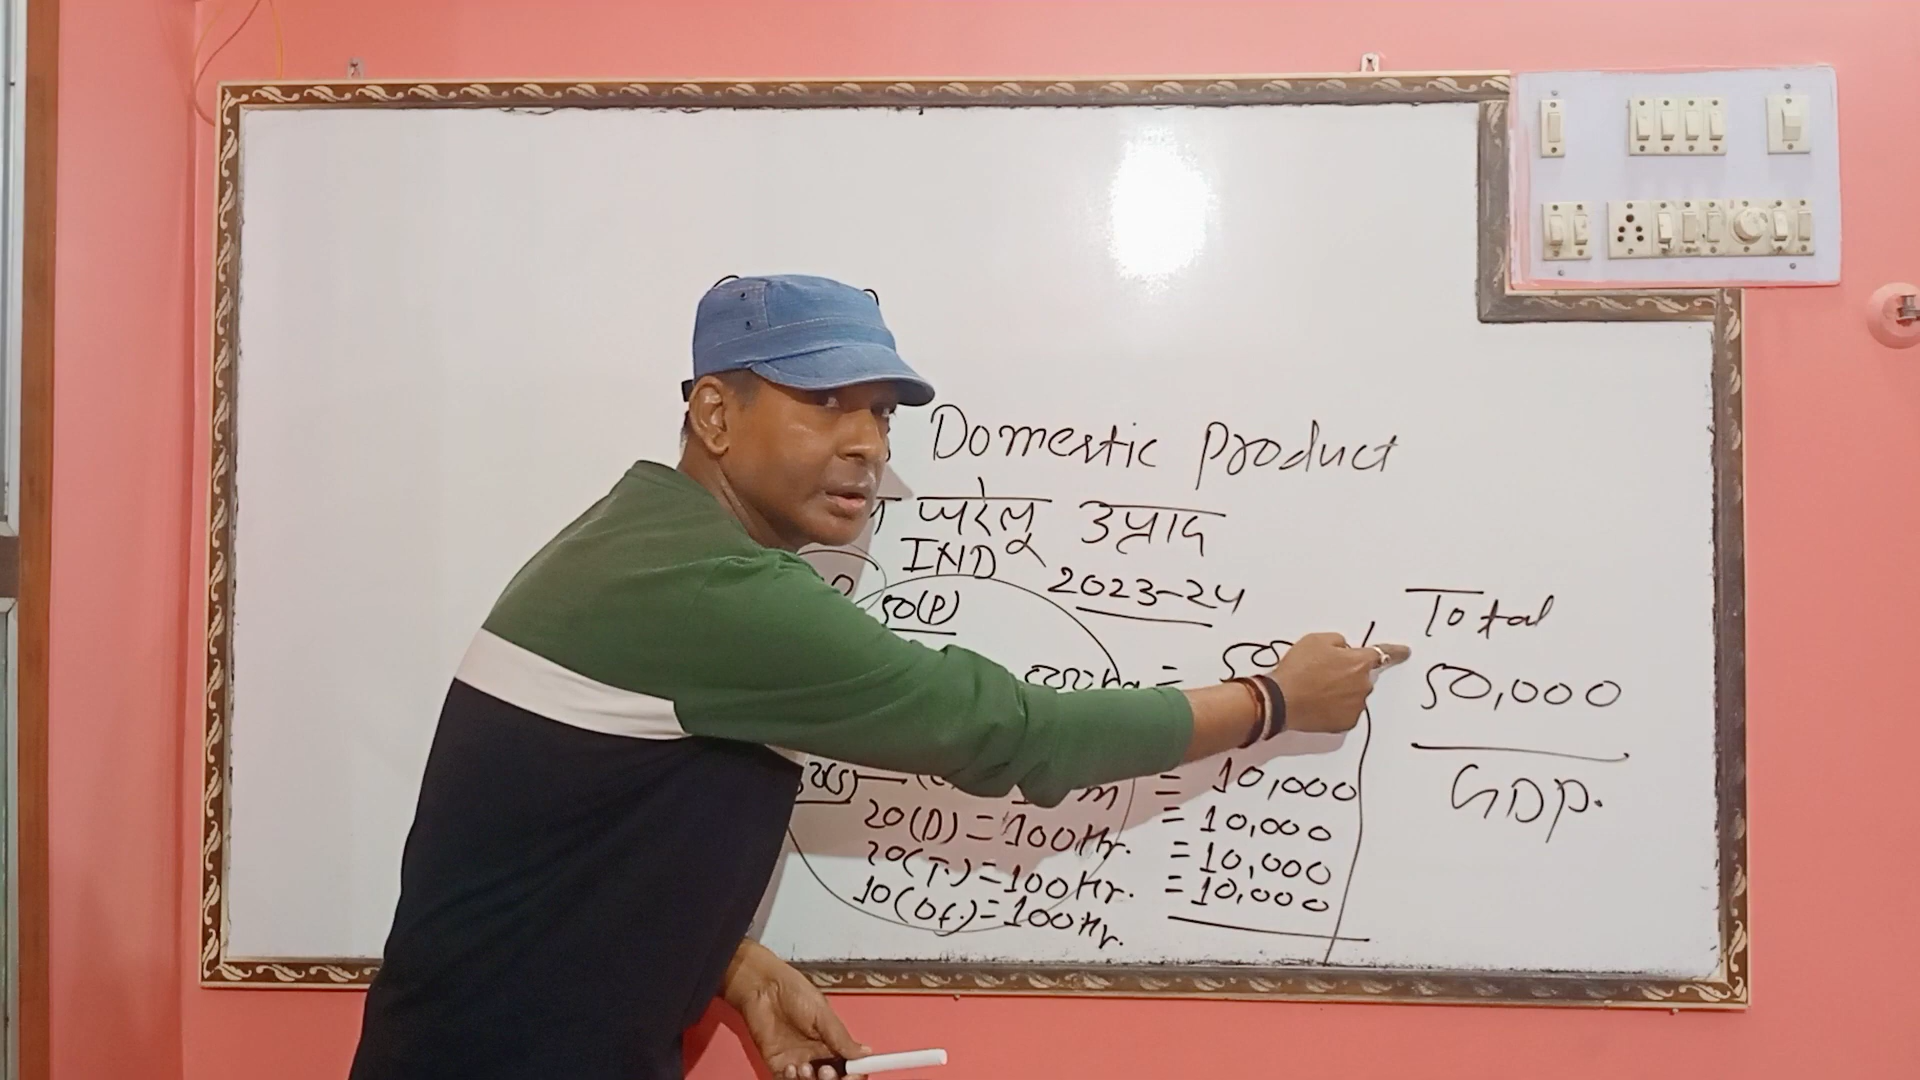 Domestic Product
घरेलू उत्पाद
IND 2023-24
50(P)
= 50
Total
50,000
GDP.
= 10,000
20(D) = 100Hr. = 10,000
20(T.) = 100Hr. = 10,000
10(Of.) = 100Hr. = 10,000